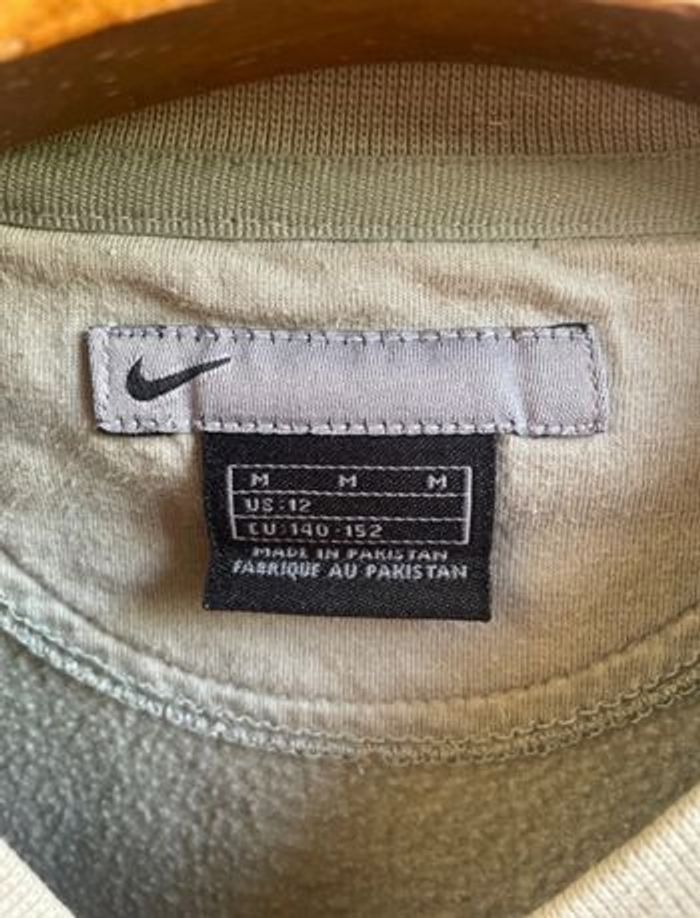 M M M
US : 12
EU : 140 - 152
MADE IN PAKISTAN
FABRIQUE AU PAKISTAN